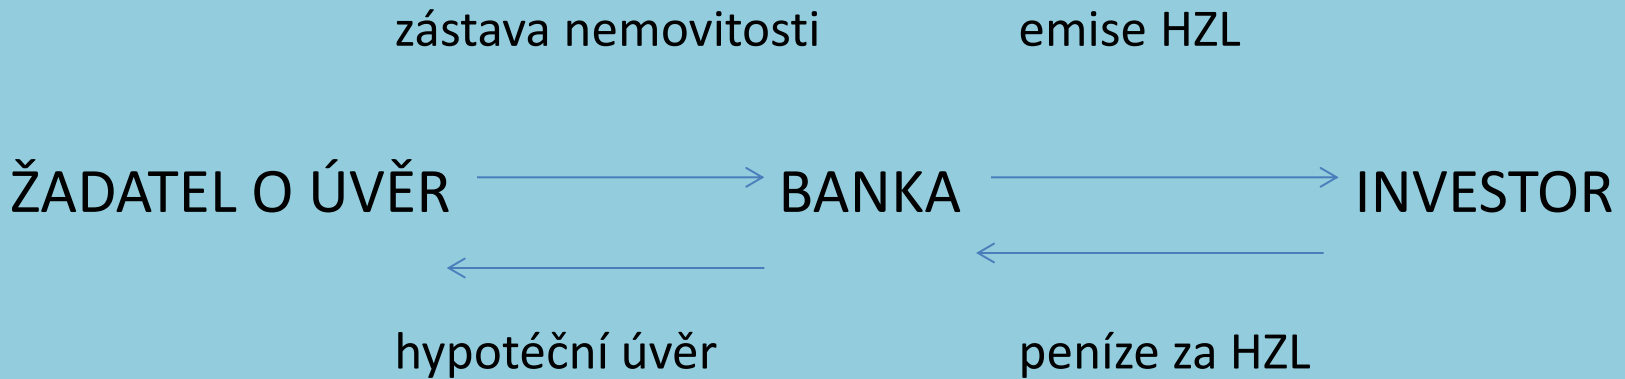 zástava nemovitosti emise HZL
ŽADATEL O ÚVĚR BANKA INVESTOR
hypotéční úvěr peníze za HZL